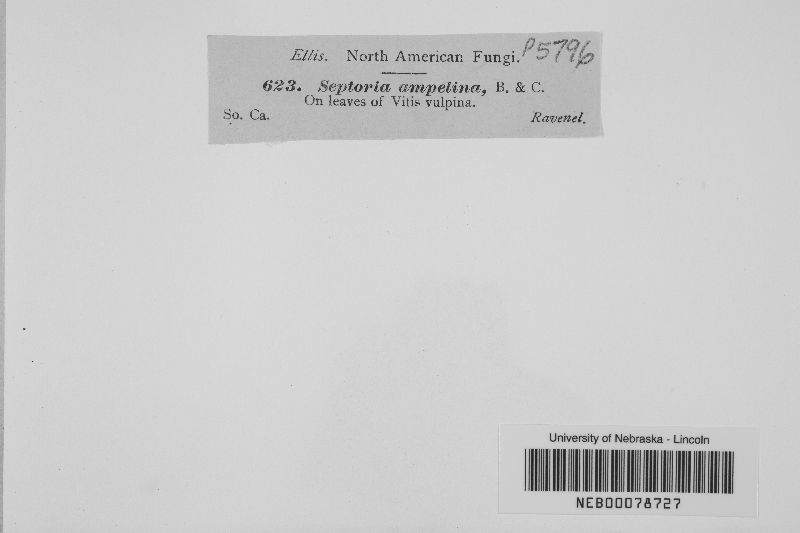 Ellis. North American Fungi. P5796
623. Septoria ampelina, B. & C.
On leaves of Vitis vulpina.
So. Ca. Ravenel.
University of Nebraska - Lincoln
NEB00078727